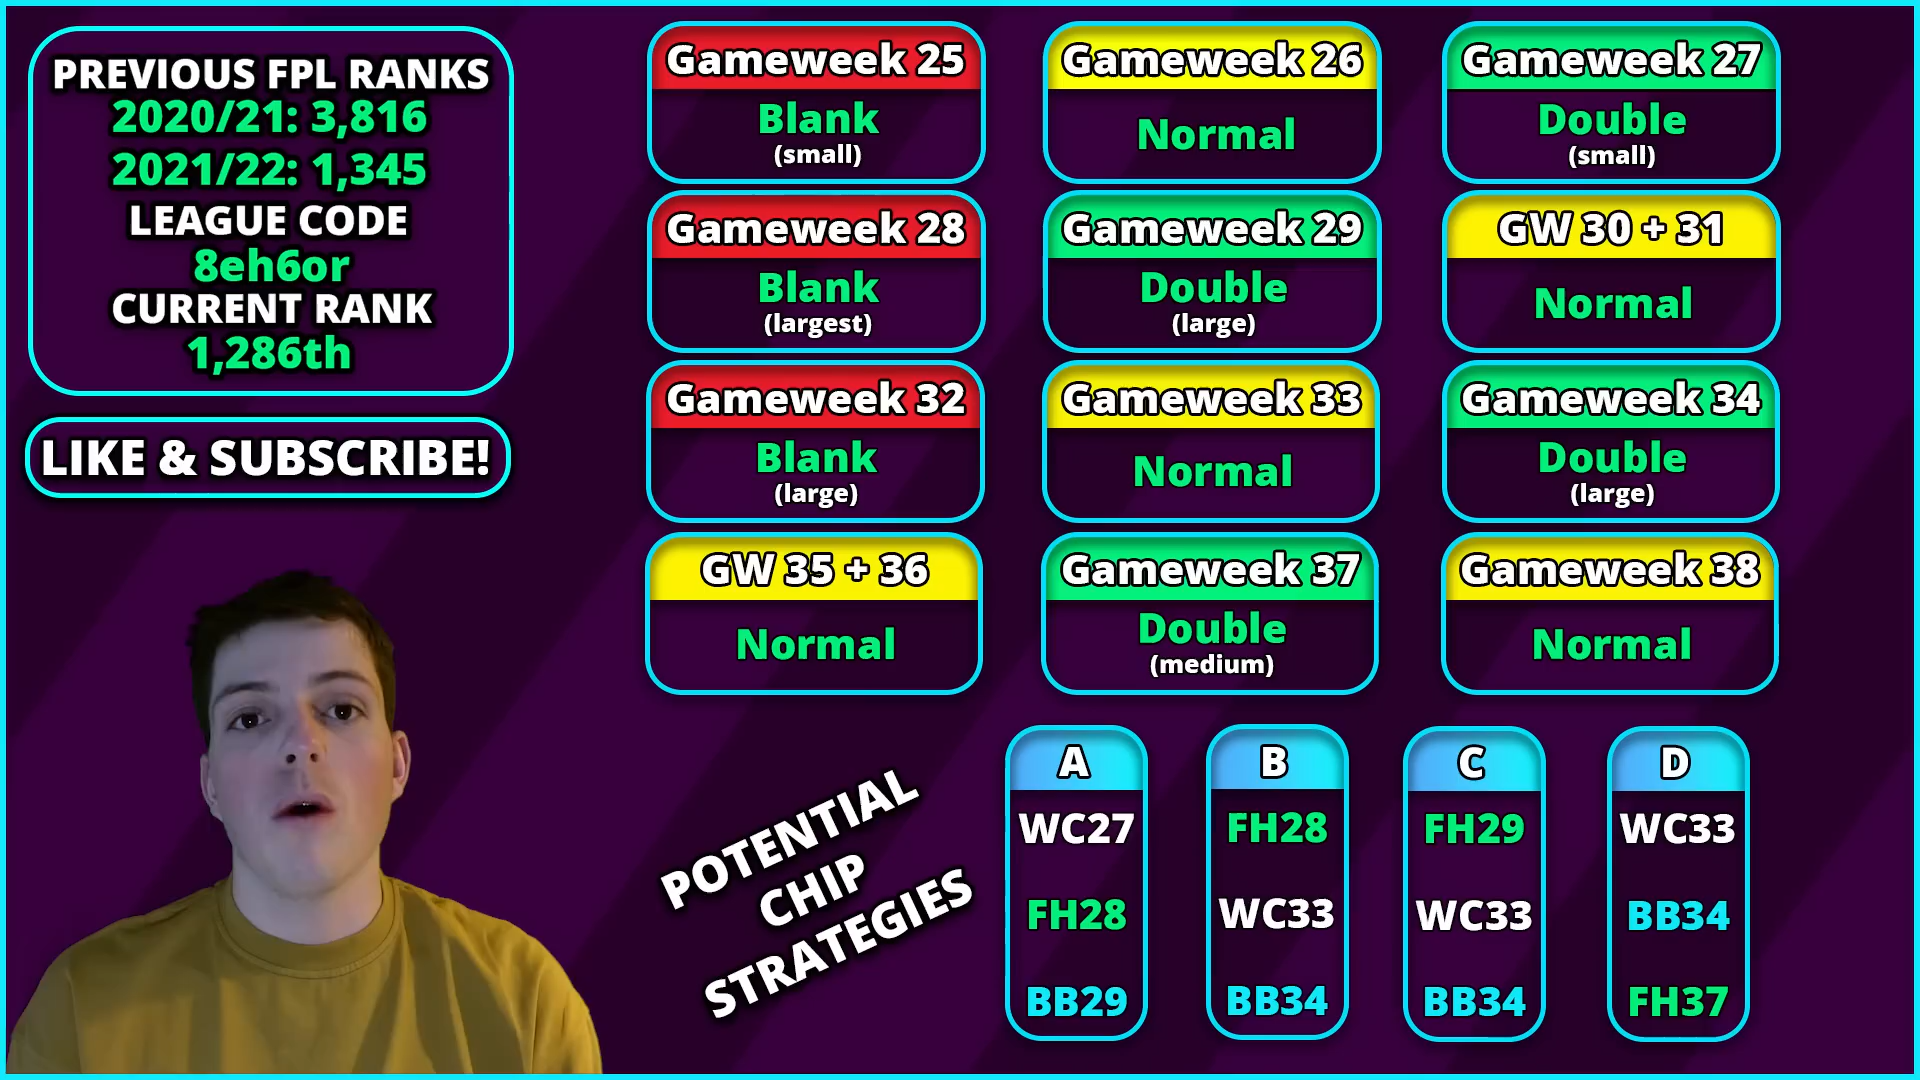 PREVIOUS FPL RANKS
2020/21: 3,816
2021/22: 1,345
LEAGUE CODE
8eh6or
CURRENT RANK
1,286th
LIKE & SUBSCRIBE!
Gameweek 25
Blank
(small)
Gameweek 26
Normal
Gameweek 27
Double
(small)
Gameweek 28
Blank
(largest)
Gameweek 29
Double
(large)
GW 30 + 31
Normal
Gameweek 32
Blank
(large)
Gameweek 33
Normal
Gameweek 34
Double
(large)
GW 35 + 36
Normal
Gameweek 37
Double
(medium)
Gameweek 38
Normal
POTENTIAL
CHIP
STRATEGIES
A
WC27
FH28
BB29
B
FH28
WC33
BB34
C
FH29
WC33
BB34
D
WC33
BB34
FH37